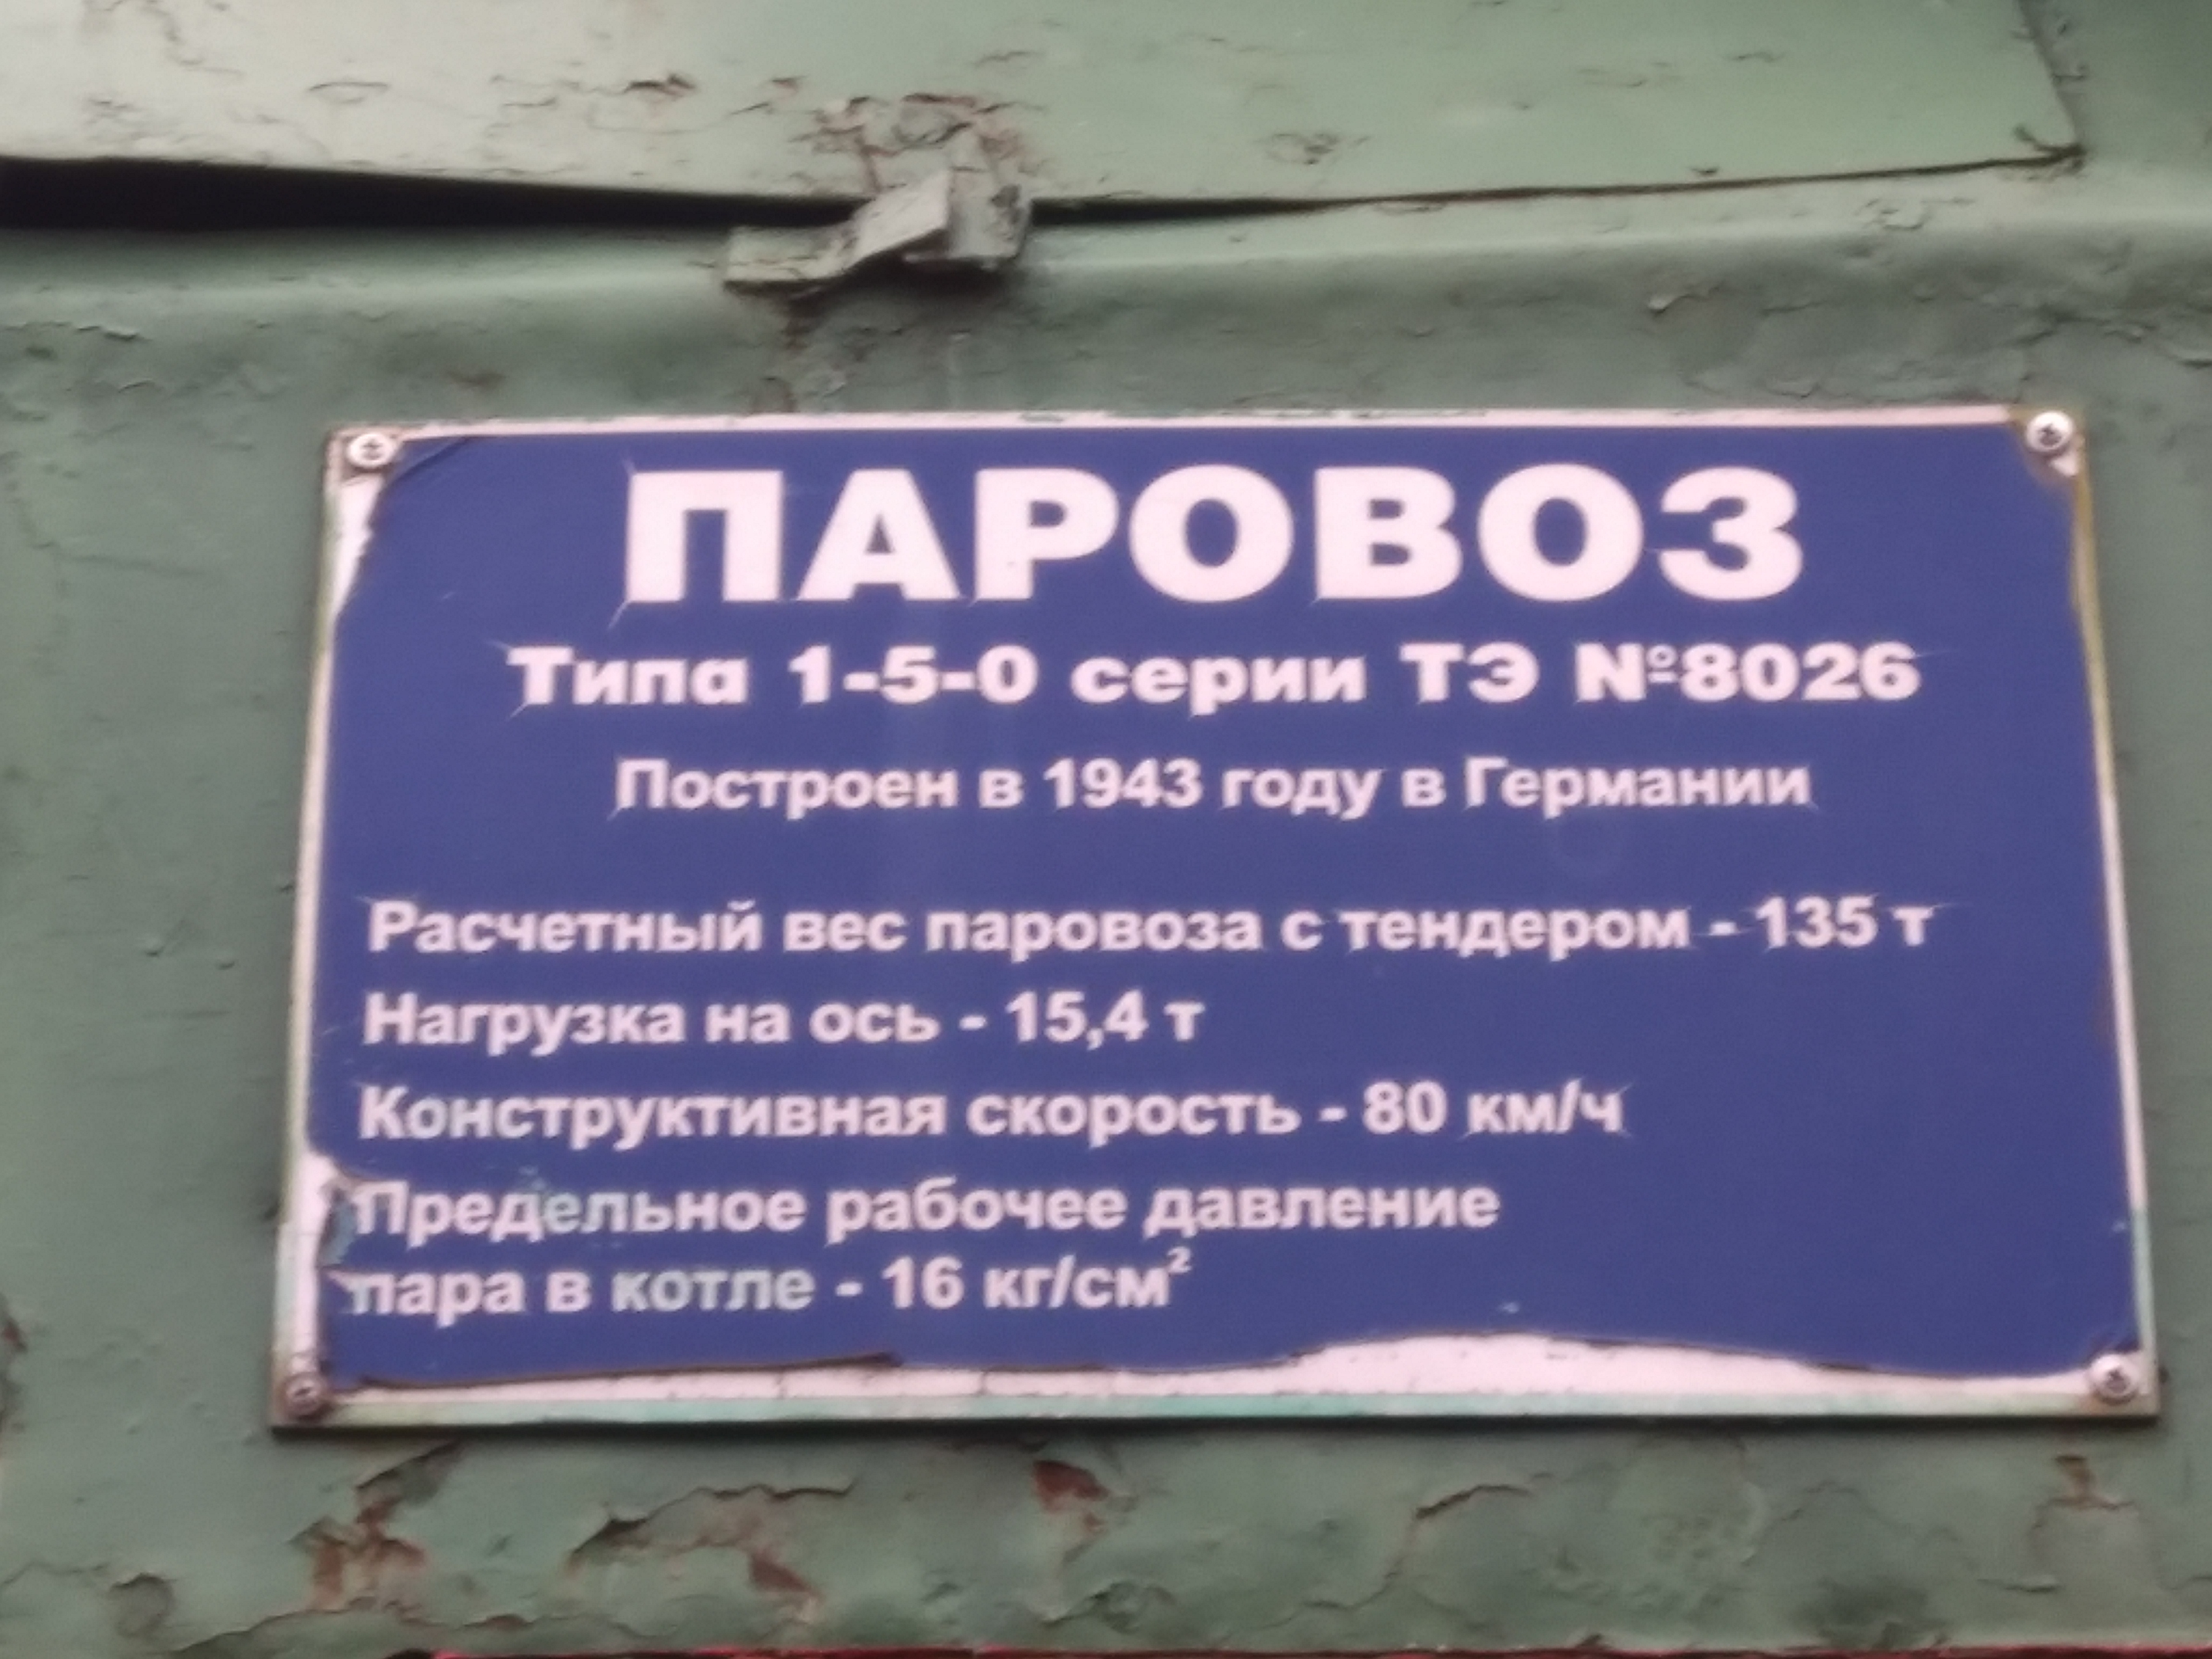 ПАРОВОЗ
Типа 1-5-0 серии ТЭ №8026
Построен в 1943 году в Германии
Расчетный вес паровоза с тендером - 135 т
Нагрузка на ось - 15,4 т
Конструктивная скорость - 80 км/ч
Предельное рабочее давление
пара в котле - 16 кг/см²